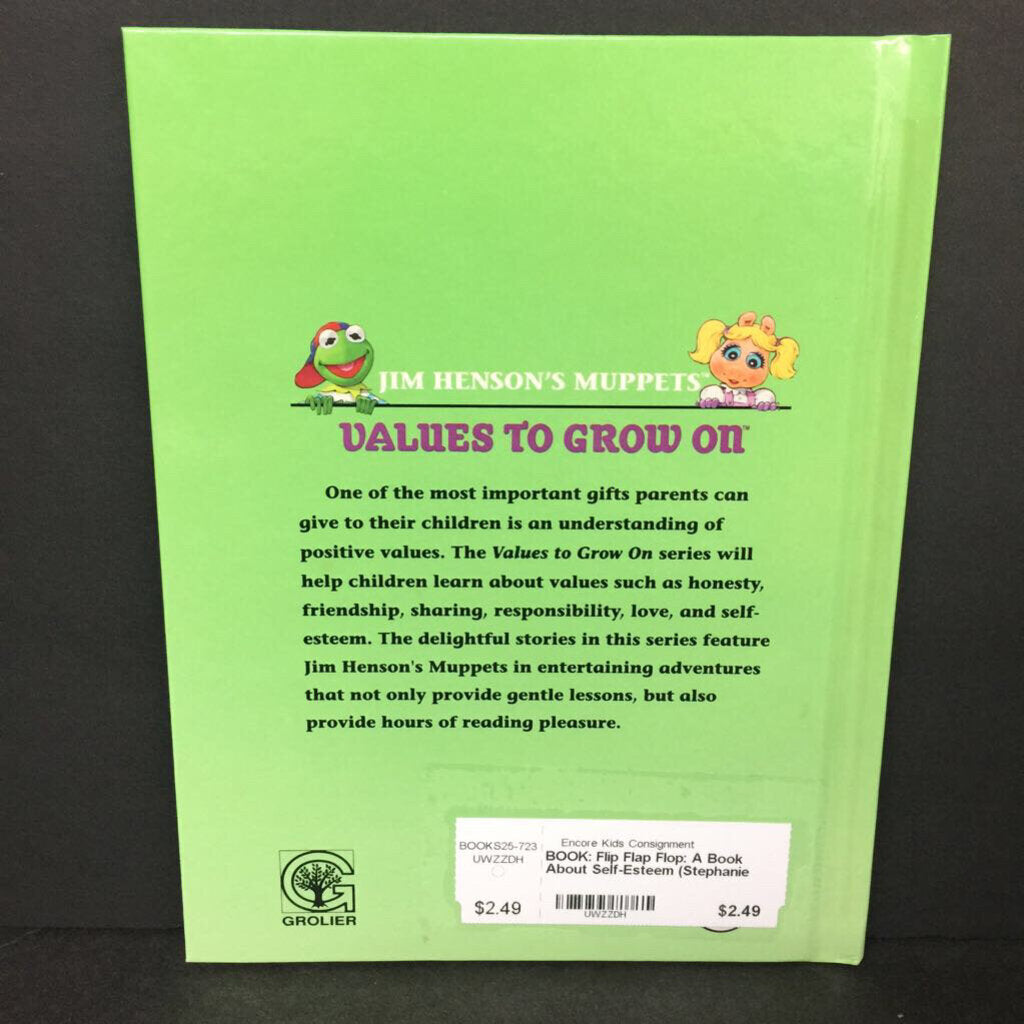 JIM HENSON'S MUPPETS™
VALUES TO GROW ON™
One of the most important gifts parents can
give to their children is an understanding of
positive values. The Values to Grow On series will
help children learn about values such as honesty,
friendship, sharing, responsibility, love, and self-
esteem. The delightful stories in this series feature
Jim Henson's Muppets in entertaining adventures
that not only provide gentle lessons, but also
provide hours of reading pleasure.
G
GROLIER
BOOKS25-723
UWZZDH
$2.49
Encore Kids Consignment
BOOK: Flip Flap Flop: A Book
About Self-Esteem (Stephanie
UWZZDH
$2.49